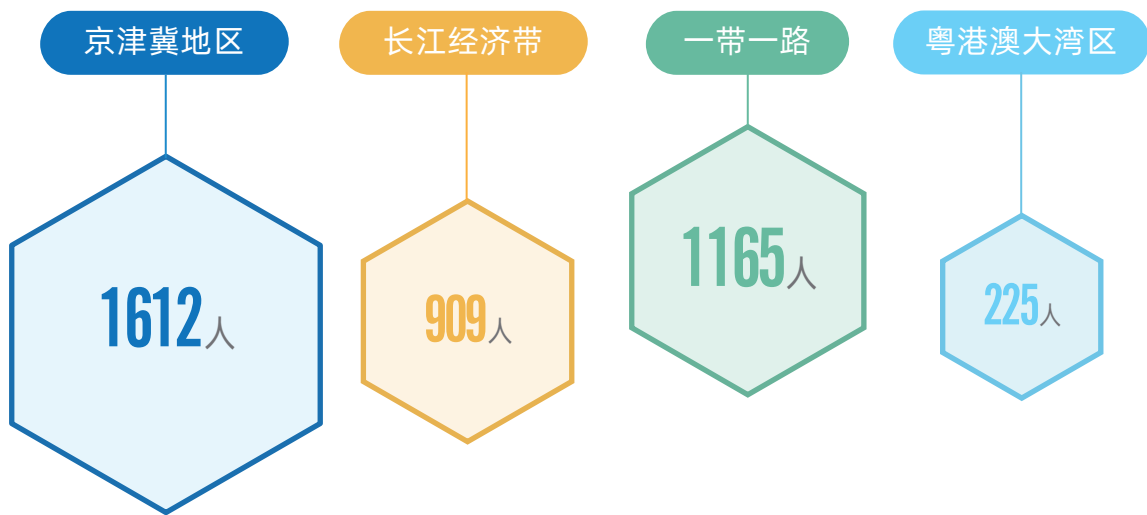 京津冀地区
长江经济带
一带一路
粤港澳大湾区
1612人
909人
1165人
225人